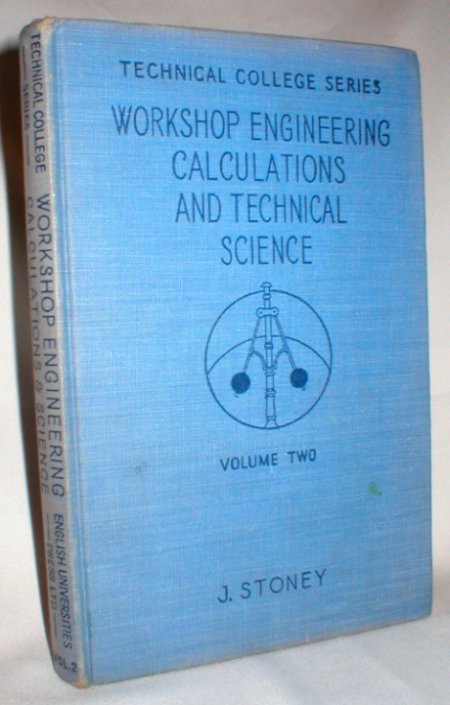 TECHNICAL COLLEGE SERIES
WORKSHOP ENGINEERING
CALCULATIONS
AND TECHNICAL
SCIENCE
VOLUME TWO
J. STONEY
TECHNICAL COLLEGE
SERIES
WORKSHOP ENGINEERING
CALCULATIONS & SCIENCE
ENGLISH UNIVERSITIES
PRESS LTD
VOL. 2